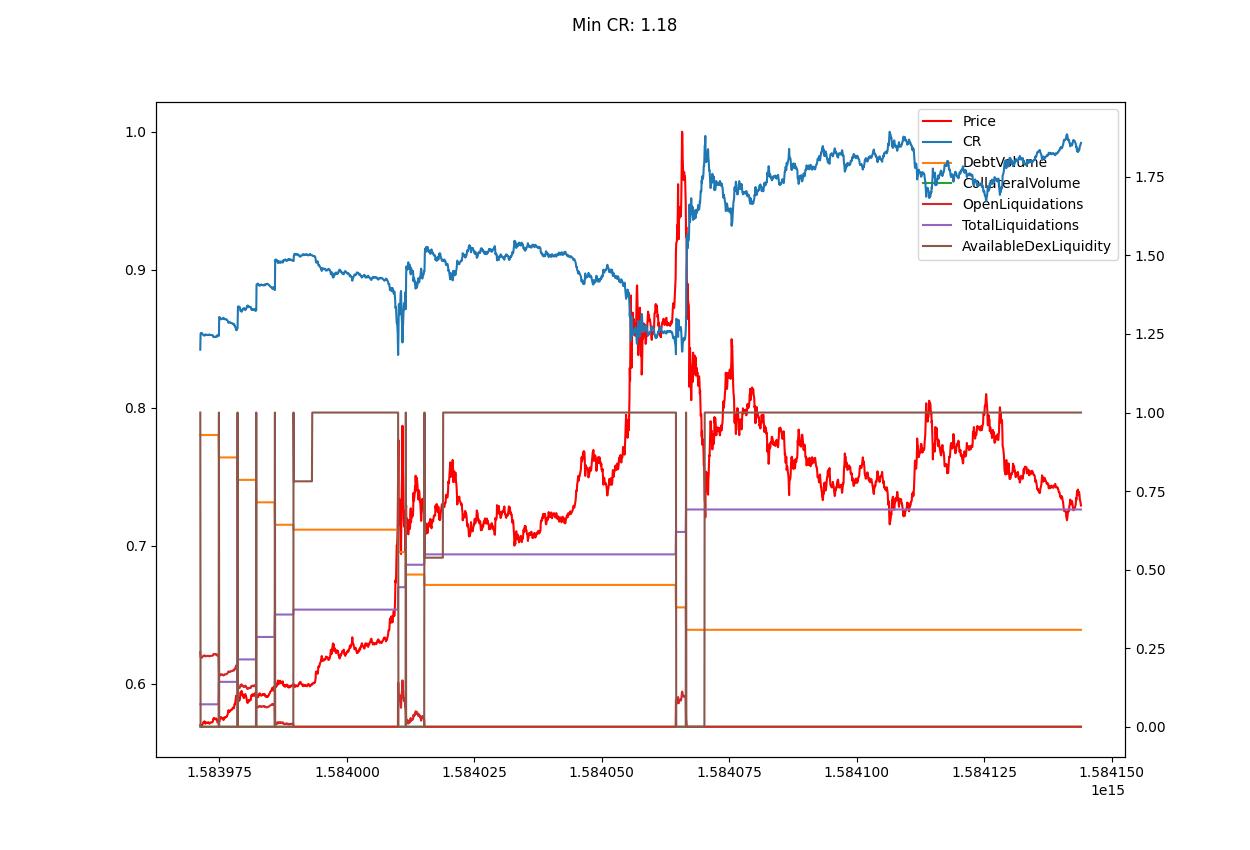 Min CR: 1.18
1.0
0.9
0.8
0.7
0.6
1.75
1.50
1.25
1.00
0.75
0.50
0.25
0.00
Price
CR
DebtVolume
CollateralVolume
OpenLiquidations
TotalLiquidations
AvailableDexLiquidity
1.583975 1.584000 1.584025 1.584050 1.584075 1.584100 1.584125 1.584150
1e15